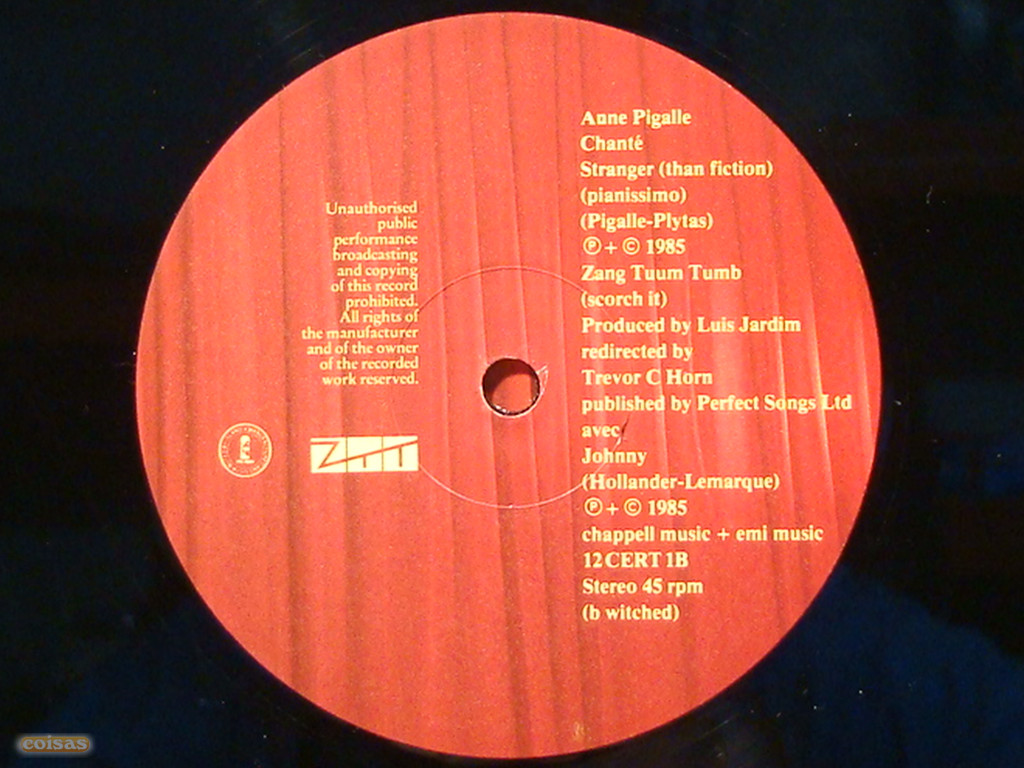 Unauthorised
public
performance
broadcasting
and copying
of this record
prohibited.
All rights of
the manufacturer
and of the owner
of the recorded
work reserved.
ZTT
Anne Pigalle
Chanté
Stranger (than fiction)
(pianissimo)
(Pigalle-Plytas)
℗ + © 1985
Zang Tuum Tumb
(scorch it)
Produced by Luis Jardim
redirected by
Trevor C Horn
published by Perfect Songs Ltd
avec
Johnny
(Hollander-Lemarque)
℗ + © 1985
chappell music + emi music
12 CERT 1B
Stereo 45 rpm
(b witched)
coisas